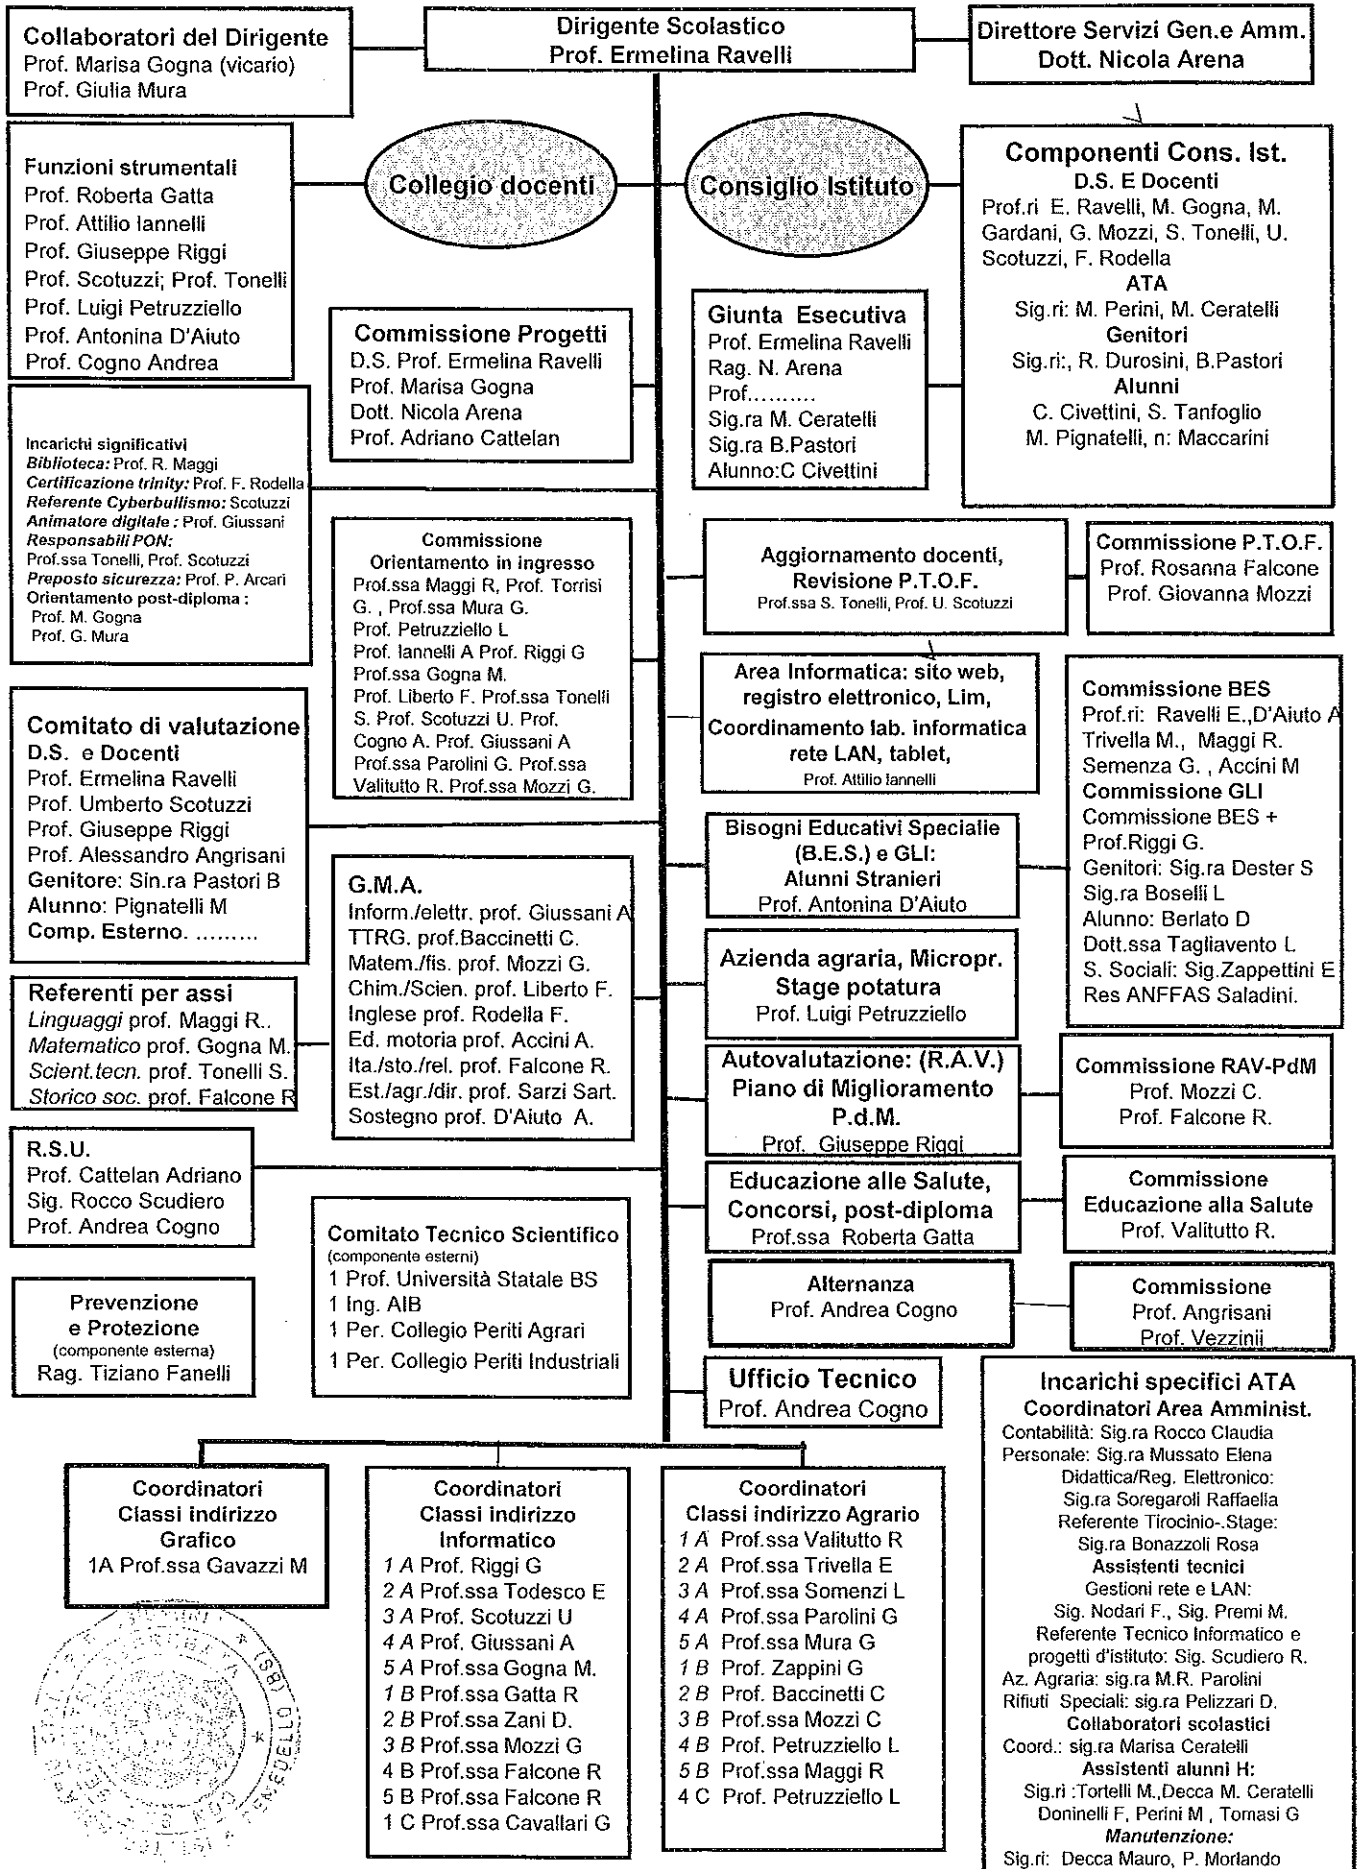 Collaboratori del Dirigente
Prof. Marisa Gogna (vicario)
Prof. Giulia Mura
Dirigente Scolastico
Prof. Ermelina Ravelli
Direttore Servizi Gen.e Amm.
Dott. Nicola Arena
Funzioni strumentali
Prof. Roberta Gatta
Prof. Attilio Iannelli
Prof. Giuseppe Riggi
Prof. Scotuzzi; Prof. Tonelli
Prof. Luigi Petruzziello
Prof. Antonina D'Aiuto
Prof. Cogno Andrea
Collegio docenti
Consiglio Istituto
Componenti Cons. Ist.
D.S. E Docenti
Prof.ri E. Ravelli, M. Gogna, M.
Gardani, G. Mozzi, S. Tonelli, U.
Scotuzzi, F. Rodella
ATA
Sig.ri: M. Perini, M. Ceratelli
Genitori
Sig.ri:, R. Durosini, B.Pastori
Alunni
C. Civettini, S. Tanfoglio
M. Pignatelli, n: Maccarini
Commissione Progetti
D.S. Prof. Ermelina Ravelli
Prof. Marisa Gogna
Dott. Nicola Arena
Prof. Adriano Cattelan
Giunta Esecutiva
Prof. Ermelina Ravelli
Rag. N. Arena
Prof..........
Sig.ra M. Ceratelli
Sig.ra B.Pastori
Alunno:C Civettini
Incarichi significativi
Biblioteca: Prof. R. Maggi
Certificazione trinity: Prof. F. Rodella
Referente Cyberbullismo: Scotuzzi
Animatore digitale : Prof. Giussani
Responsabili PON:
Prof.ssa Tonelli, Prof. Scotuzzi
Preposto sicurezza: Prof. P. Arcari
Orientamento post-diploma :
Prof. M. Gogna
Prof. G. Mura
Commissione
Orientamento in ingresso
Prof.ssa Maggi R, Prof. Torrisi
G. , Prof.ssa Mura G.
Prof. Petruzziello L
Prof. Iannelli A Prof. Riggi G
Prof.ssa Gogna M.
Prof. Liberto F. Prof.ssa Tonelli
S. Prof. Scotuzzi U. Prof.
Cogno A. Prof. Giussani A
Prof.ssa Parolini G. Prof.ssa
Valitutto R. Prof.ssa Mozzi G.
Aggiornamento docenti,
Revisione P.T.O.F.
Prof.ssa S. Tonelli, Prof. U. Scotuzzi
Commissione P.T.O.F.
Prof. Rosanna Falcone
Prof. Giovanna Mozzi
Area Informatica: sito web,
registro elettronico, Lim,
Coordinamento lab. informatica
rete LAN, tablet,
Prof. Attilio Iannelli
Commissione BES
Prof.ri: Ravelli E.,D'Aiuto A
Trivella M., Maggi R.
Semenza G. , Accini M
Commissione GLI
Commissione BES +
Prof.Riggi G.
Genitori: Sig.ra Dester S
Sig.ra Boselli L
Alunno: Berlato D
Dott.ssa Tagliavento L
S. Sociali: Sig.Zappettini E
Res ANFFAS Saladini.
Comitato di valutazione
D.S. e Docenti
Prof. Ermelina Ravelli
Prof. Umberto Scotuzzi
Prof. Giuseppe Riggi
Prof. Alessandro Angrisani
Genitore: Sin.ra Pastori B
Alunno: Pignatelli M
Comp. Esterno. .........
Bisogni Educativi Specialie
(B.E.S.) e GLI:
Alunni Stranieri
Prof. Antonina D'Aiuto
G.M.A.
Inform./elettr. prof. Giussani A
TTRG. prof.Baccinetti C.
Matem./fis. prof. Mozzi G.
Chim./Scien. prof. Liberto F.
Inglese prof. Rodella F.
Ed. motoria prof. Accini A.
Ita./sto./rel. prof. Falcone R.
Est./agr./dir. prof. Sarzi Sart.
Sostegno prof. D'Aiuto A.
Azienda agraria, Micropr.
Stage potatura
Prof. Luigi Petruzziello
Referenti per assi
Linguaggi prof. Maggi R..
Matematico prof. Gogna M.
Scient.tecn. prof. Tonelli S.
Storico soc. prof. Falcone R
Autovalutazione: (R.A.V.)
Piano di Miglioramento
P.d.M.
Prof. Giuseppe Riggi
Commissione RAV-PdM
Prof. Mozzi C.
Prof. Falcone R.
R.S.U.
Prof. Cattelan Adriano
Sig. Rocco Scudiero
Prof. Andrea Cogno
Educazione alle Salute,
Concorsi, post-diploma
Prof.ssa Roberta Gatta
Commissione
Educazione alla Salute
Prof. Valitutto R.
Comitato Tecnico Scientifico
(componente esterni)
1 Prof. Università Statale BS
1 Ing. AIB
1 Per. Collegio Periti Agrari
1 Per. Collegio Periti Industriali
Alternanza
Prof. Andrea Cogno
Commissione
Prof. Angrisani
Prof. Vezzinii
Prevenzione
e Protezione
(componente esterna)
Rag. Tiziano Fanelli
Ufficio Tecnico
Prof. Andrea Cogno
Incarichi specifici ATA
Coordinatori Area Amminist.
Contabilità: Sig.ra Rocco Claudia
Personale: Sig.ra Mussato Elena
Didattica/Reg. Elettronico:
Sig.ra Soregaroli Raffaella
Referente Tirocinio-.Stage:
Sig.ra Bonazzoli Rosa
Assistenti tecnici
Gestioni rete e LAN:
Sig. Nodari F., Sig. Premi M.
Referente Tecnico Informatico e
progetti d'istituto: Sig. Scudiero R.
Az. Agraria: sig.ra M.R. Parolini
Rifiuti Speciali: sig.ra Pelizzari D.
Collaboratori scolastici
Coord.: sig.ra Marisa Ceratelli
Assistenti alunni H:
Sig.ri :Tortelli M.,Decca M. Ceratelli
Doninelli F, Perini M , Tomasi G
Manutenzione:
Sig.ri: Decca Mauro, P. Morlando
Coordinatori
Classi indirizzo
Grafico
1A Prof.ssa Gavazzi M
Coordinatori
Classi indirizzo
Informatico
1 A Prof. Riggi G
2 A Prof.ssa Todesco E
3 A Prof. Scotuzzi U
4 A Prof. Giussani A
5 A Prof.ssa Gogna M.
1 B Prof.ssa Gatta R
2 B Prof.ssa Zani D.
3 B Prof.ssa Mozzi G
4 B Prof.ssa Falcone R
5 B Prof.ssa Falcone R
1 C Prof.ssa Cavallari G
Coordinatori
Classi indirizzo Agrario
1 A Prof.ssa Valitutto R
2 A Prof.ssa Trivella E
3 A Prof.ssa Somenzi L
4 A Prof.ssa Parolini G
5 A Prof.ssa Mura G
1 B Prof. Zappini G
2 B Prof. Baccinetti C
3 B Prof.ssa Mozzi C
4 B Prof. Petruzziello L
5 B Prof.ssa Maggi R
4 C Prof. Petruzziello L